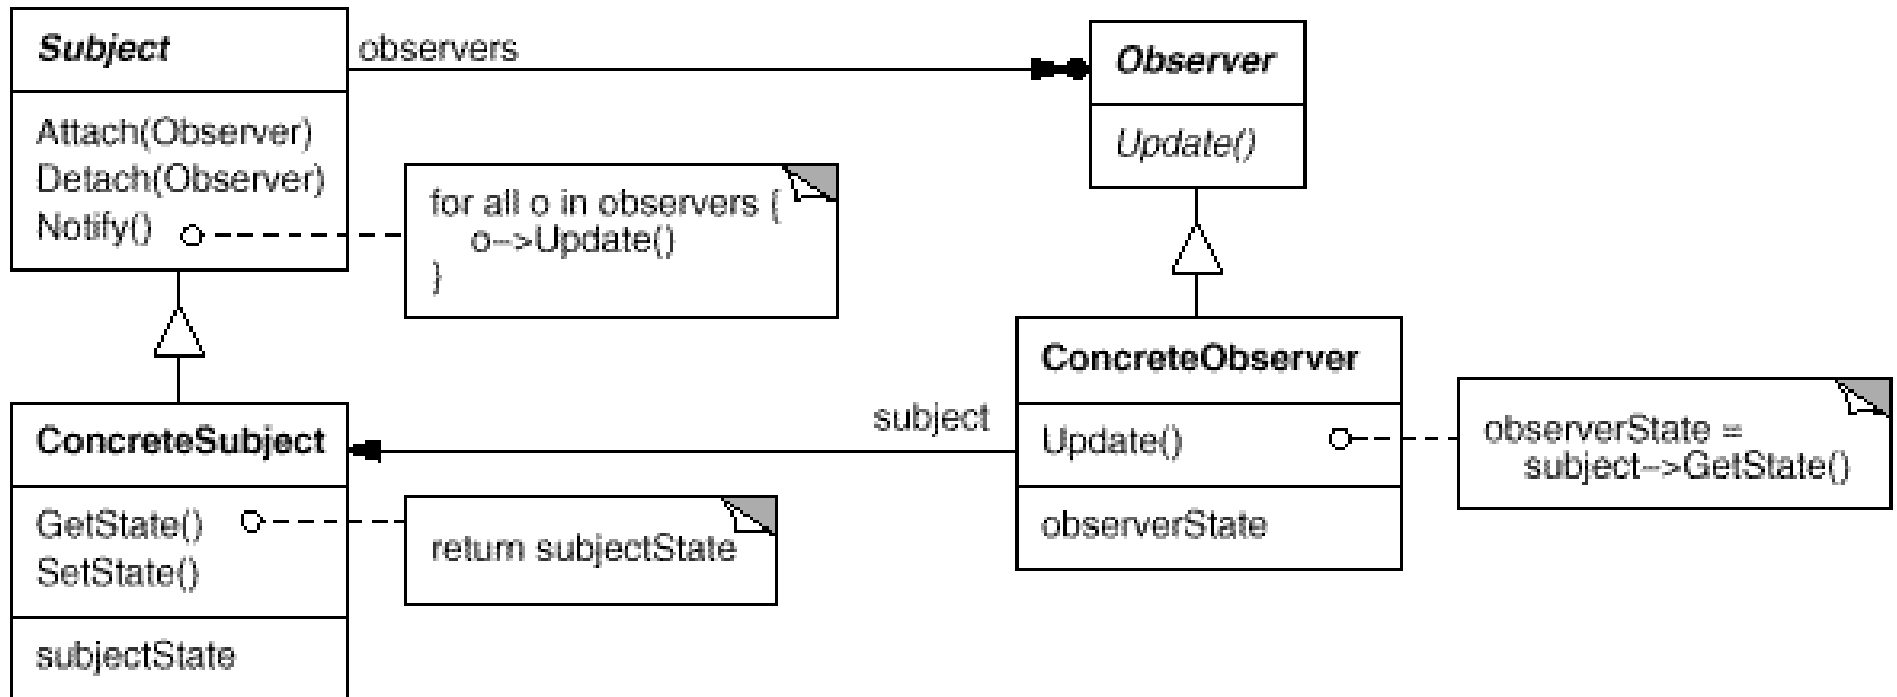 Subject
observers
Observer
Attach(Observer)
Detach(Observer)
Notify()
for all o in observers {
o−>Update()
}
Update()
ConcreteObserver
Update()
observerState
observerState =
subject−>GetState()
subject
ConcreteSubject
GetState()
SetState()
subjectState
return subjectState